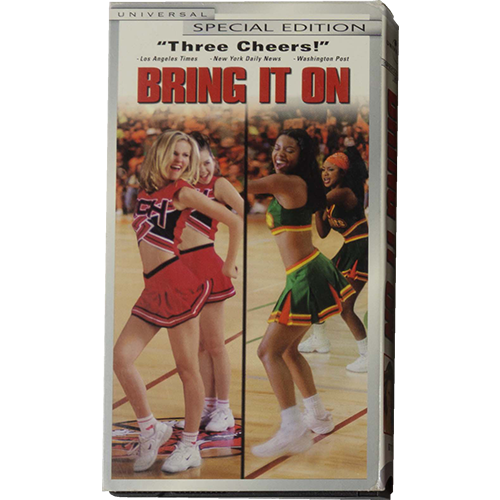 UNIVERSAL
SPECIAL EDITION
"Three Cheers!"
- Los Angeles Times - New York Daily News - Washington Post
BRING IT ON